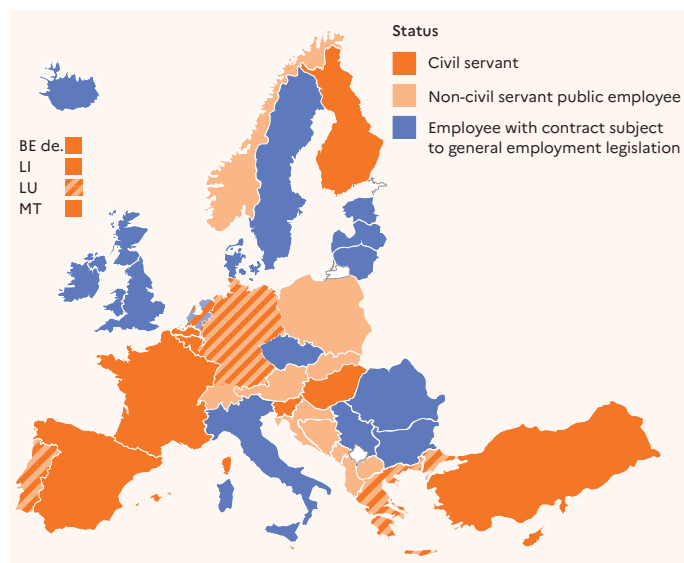 Status
Civil servant
Non-civil servant public employee
Employee with contract subject
to general employment legislation
BE de.
LI
LU
MT